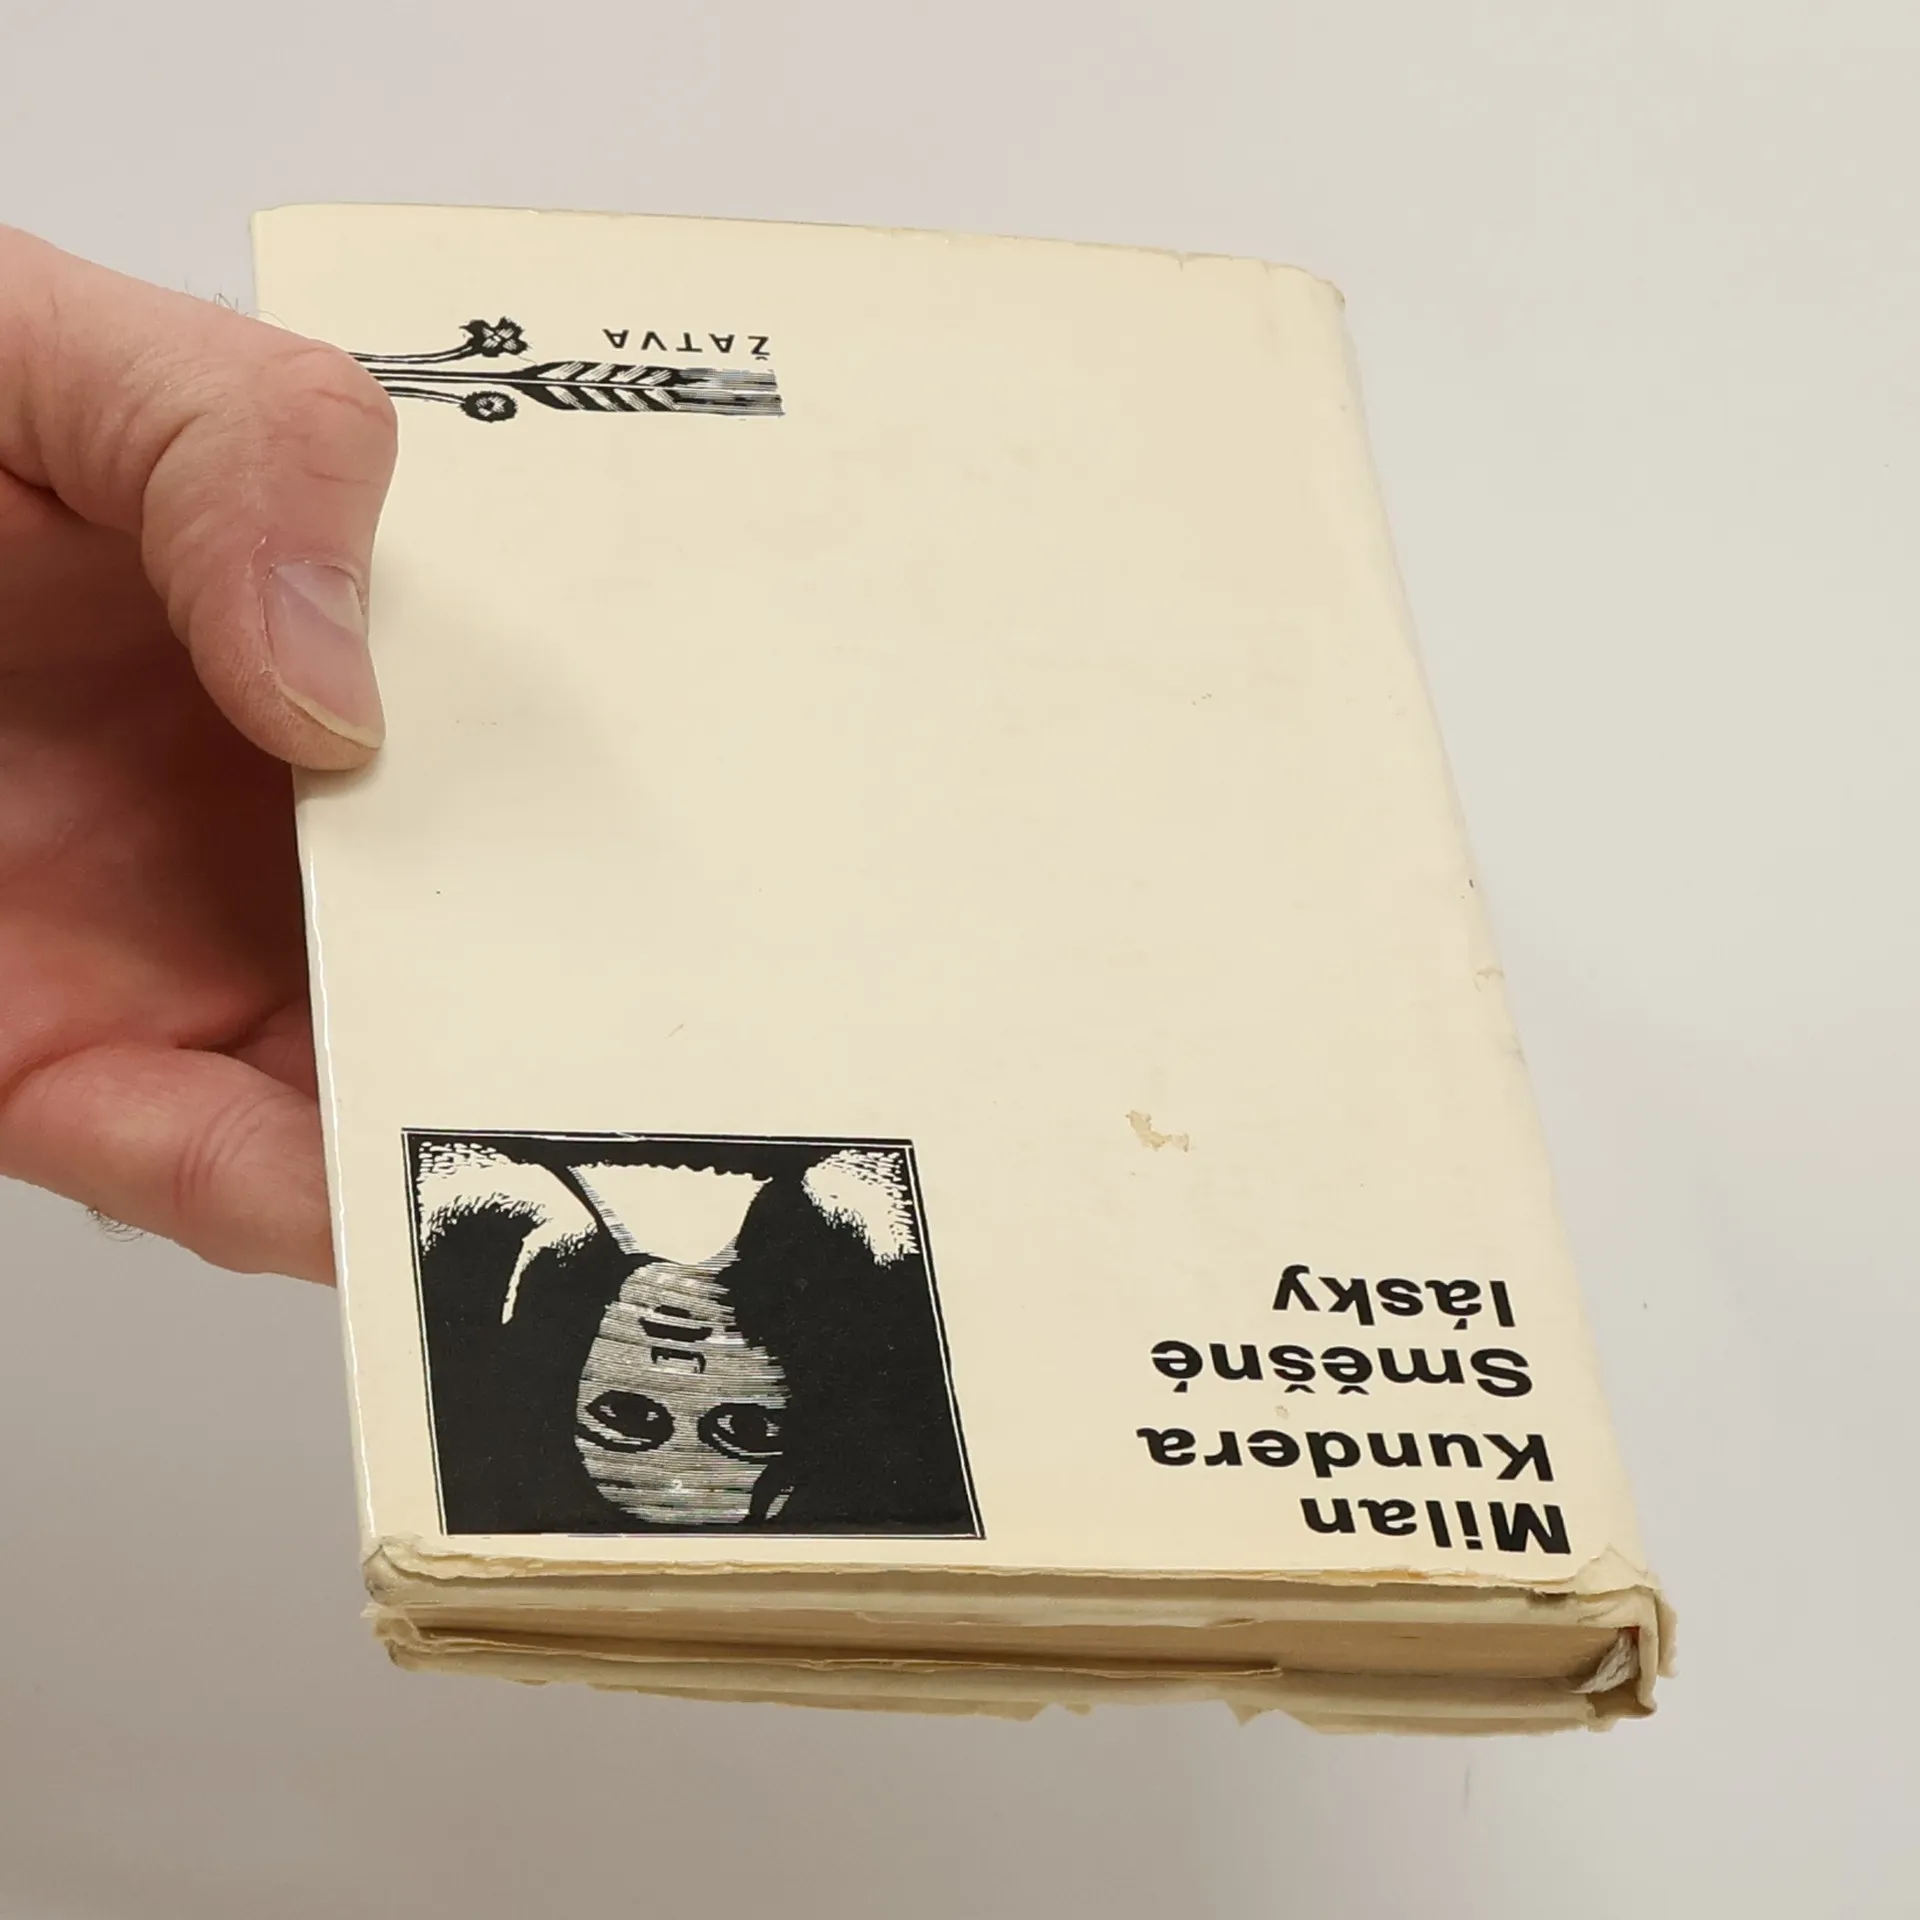 Milan
Kundera
Směšné
lásky
ŽATVA